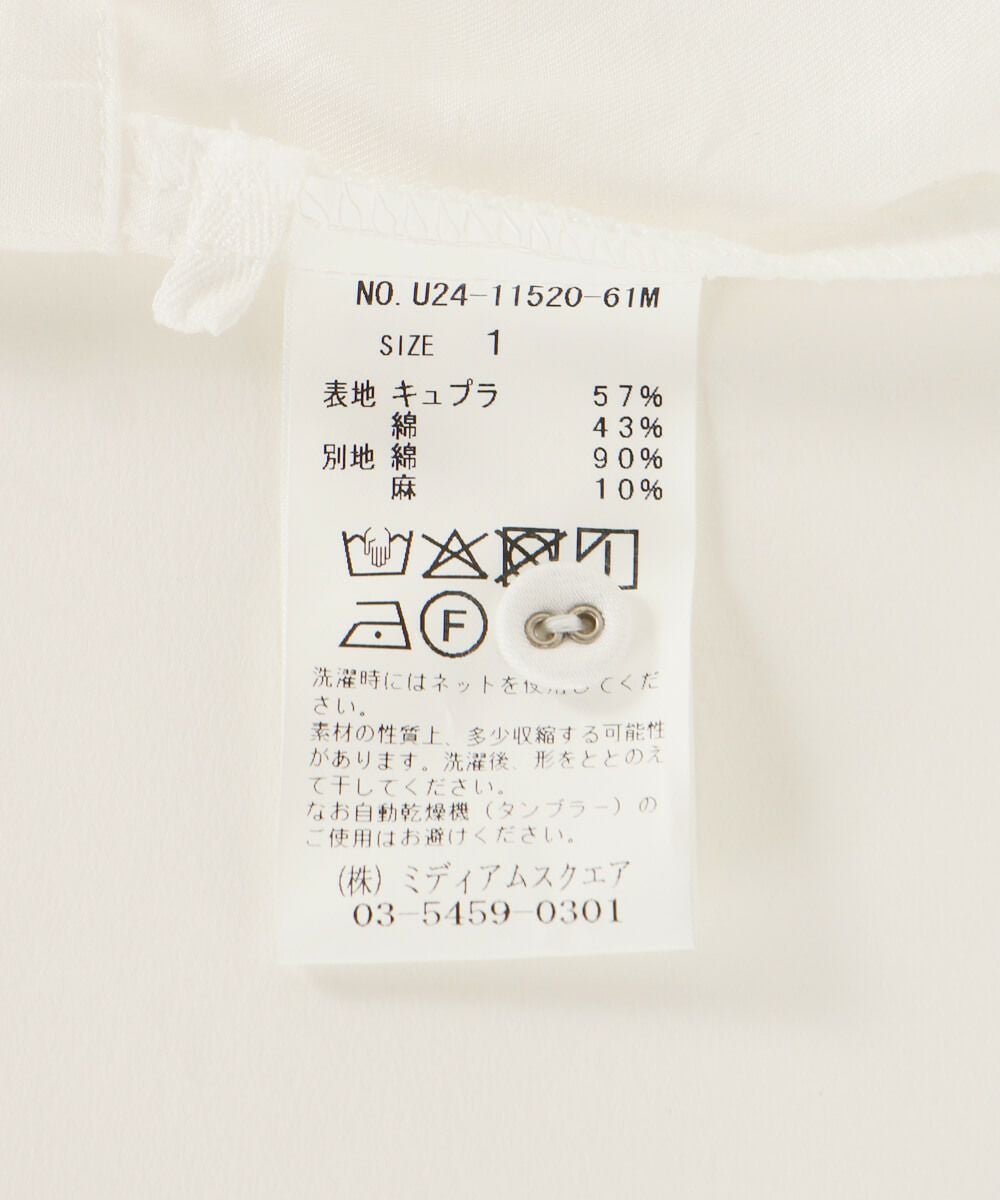 NO. U24-11520-61M
SIZE 1
表地 キュプラ 57%
綿 43%
別地 綿 90%
麻 10%
F
洗濯時にはネットを使用してくだ
さい。
素材の性質上、多少収縮する可能性
があります。洗濯後、形をととのえ
て干してください。
なお自動乾燥機（タンブラー）の
ご使用はお避けください。
(株) ミディアムスクエア
03-5459-0301